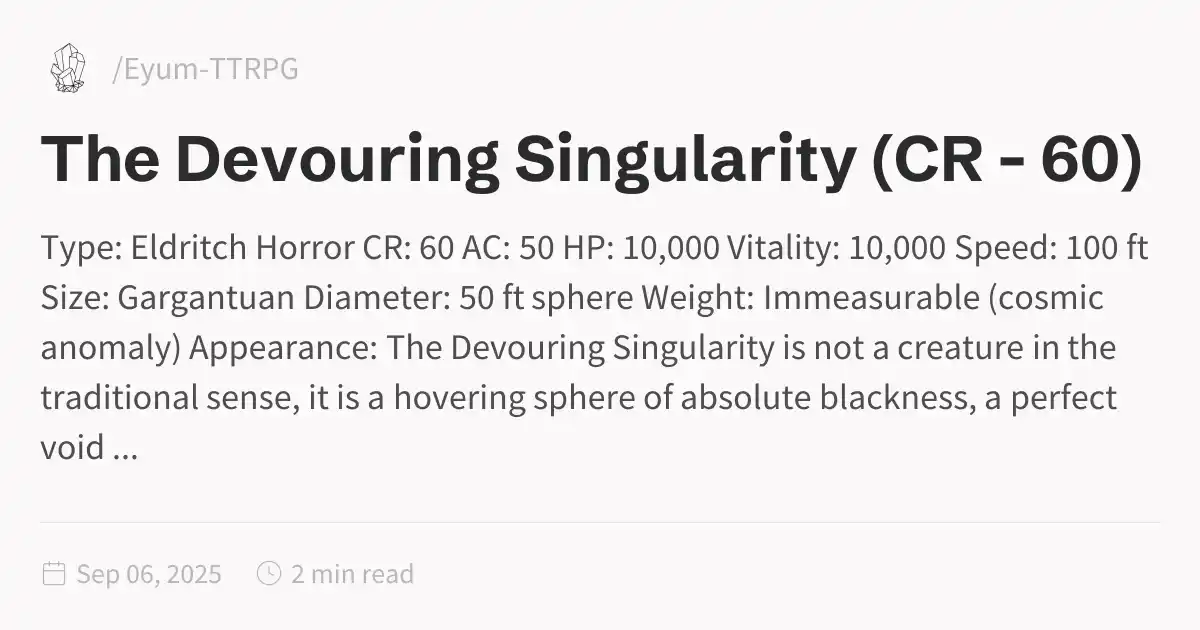 /Eyum-TTRPG
The Devouring Singularity (CR - 60)
Type: Eldritch Horror CR: 60 AC: 50 HP: 10,000 Vitality: 10,000 Speed: 100 ft
Size: Gargantuan Diameter: 50 ft sphere Weight: Immeasurable (cosmic
anomaly) Appearance: The Devouring Singularity is not a creature in the
traditional sense, it is a hovering sphere of absolute blackness, a perfect
void ...
Sep 06, 2025 2 min read